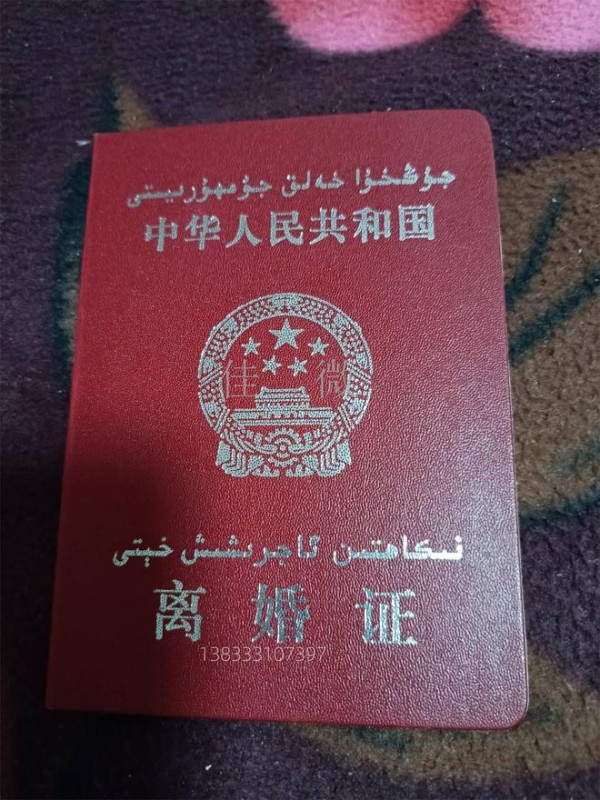 جۇڭخۇا خەلق جۇمھۇرىيىتى
中华人民共和国
佳 微
نىكاھتىن ئاجرىشىش خېتى
离婚证
13833107397